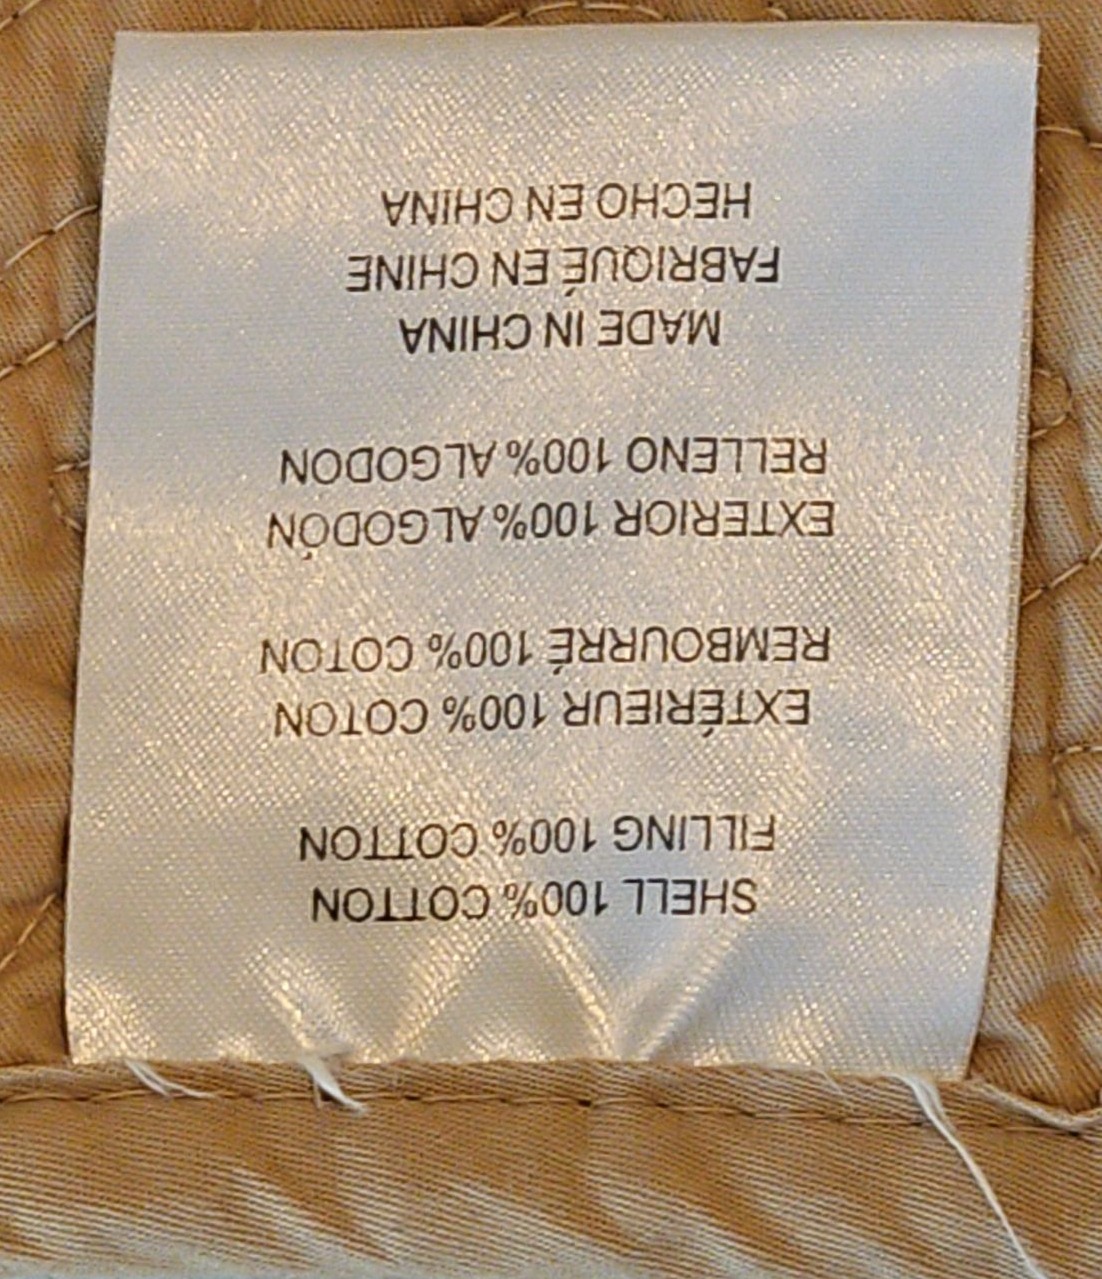 SHELL 100% COTTON
FILLING 100% COTTON
EXTÉRIEUR 100% COTON
REMBOURRÉ 100% COTON
EXTERIOR 100% ALGODÓN
RELLENO 100% ALGODON
MADE IN CHINA
FABRIQUÉ EN CHINE
HECHO EN CHINA